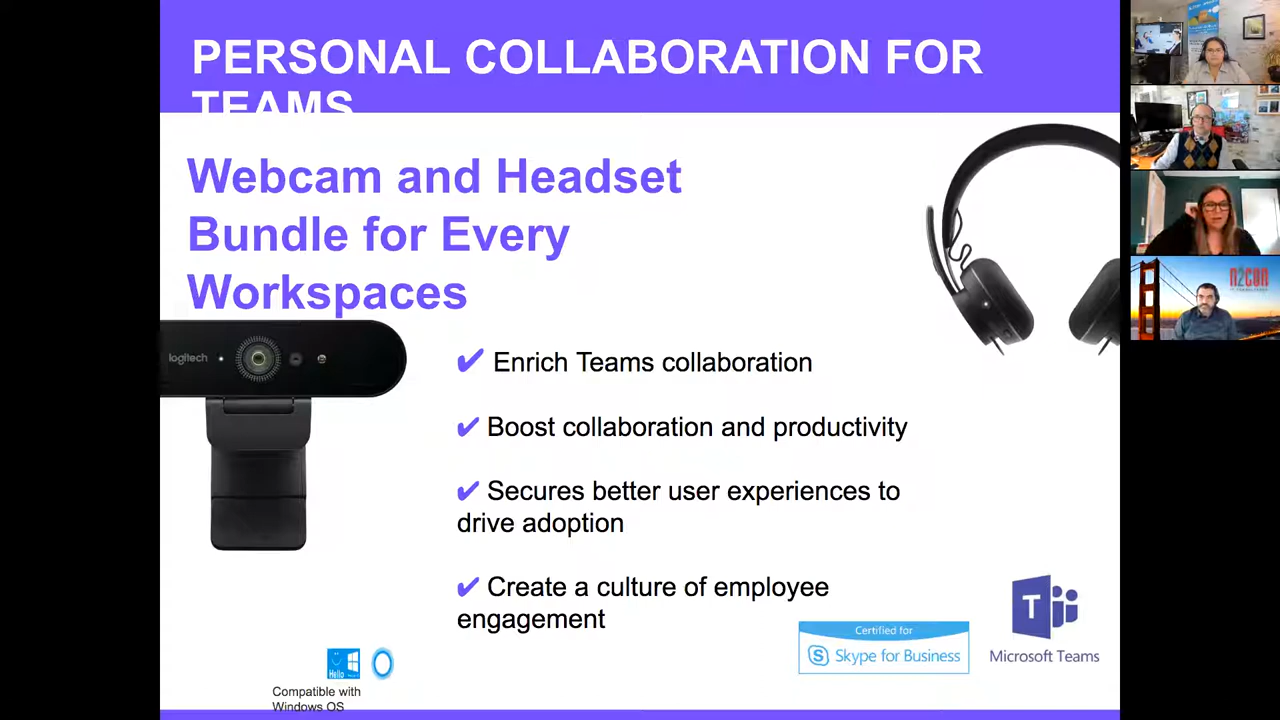 PERSONAL COLLABORATION FOR
TEAMS
Webcam and Headset
Bundle for Every
Workspaces
logitech
✔ Enrich Teams collaboration
✔ Boost collaboration and productivity
✔ Secures better user experiences to
drive adoption
✔ Create a culture of employee
engagement
Certified for
Skype for Business
T
Microsoft Teams
Hello
Compatible with
Windows OS